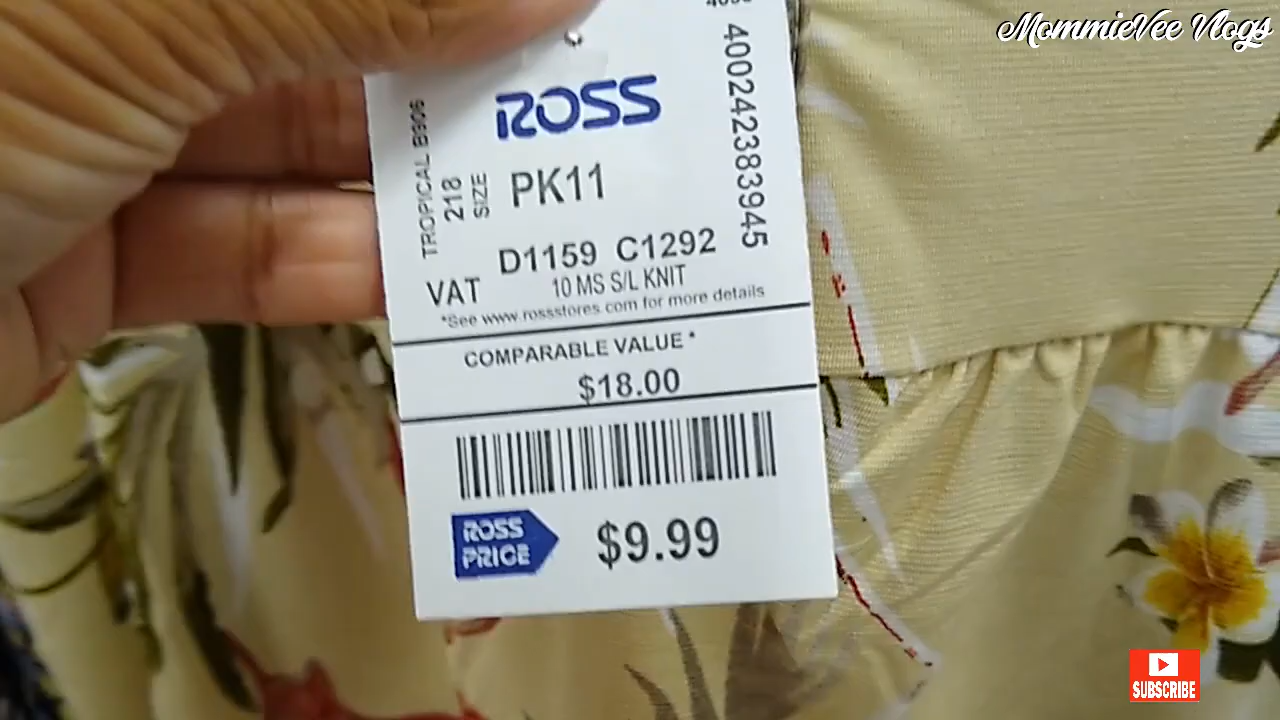 MommieVee Vlogs
ROSS
400242383945
TROPICAL B906
218
SIZE
PK11
D1159 C1292
VAT
10 MS S/L KNIT
*See www.rossstores.com for more details
COMPARABLE VALUE *
$18.00
ROSS
PRICE
$9.99
SUBSCRIBE